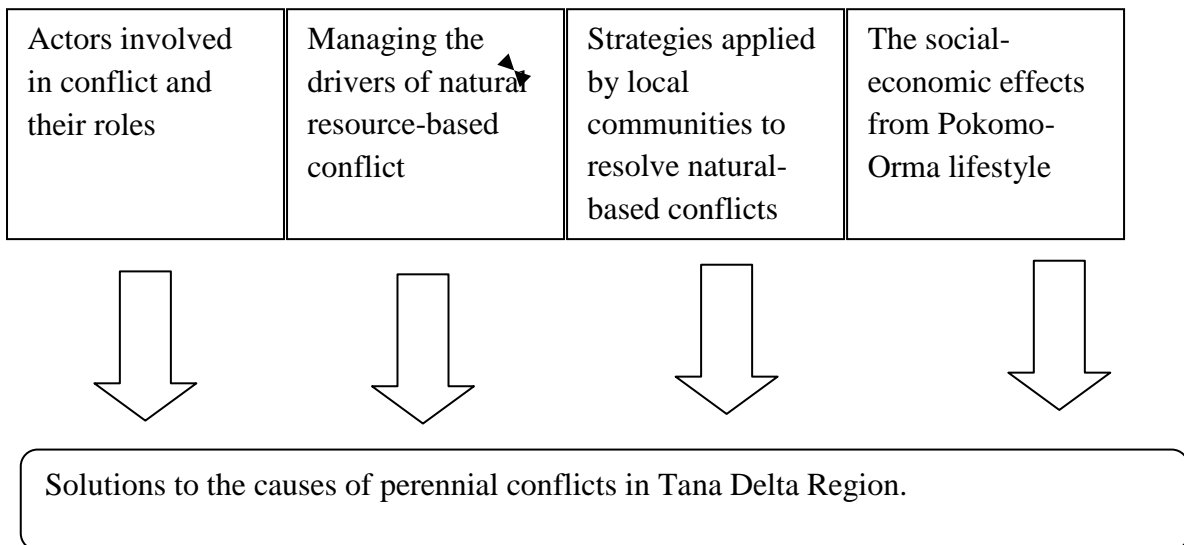 Actors involved
in conflict and
their roles
Managing the
drivers of natural
resource-based
conflict
Strategies applied
by local
communities to
resolve natural-
based conflicts
The social-
economic effects
from Pokomo-
Orma lifestyle
Solutions to the causes of perennial conflicts in Tana Delta Region.